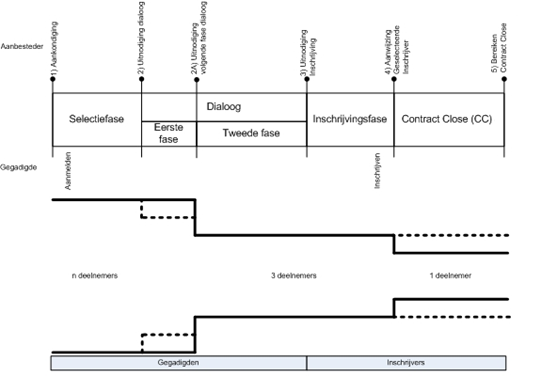 Aanbesteder
1) Aankondiging
2) Uitnodiging dialoog
2A) Uitnodiging
volgende fase dialoog
3) Uitnodiging
Inschrijving
4) Aanwijzing
Geselecteerde
Inschrijver
5) Bereiken
Contract Close
Selectiefase
Dialoog
Eerste
fase
Tweede fase
Inschrijvingsfase
Contract Close (CC)
Gegadigde
Aanmelden
Inschrijven
n deelnemers
3 deelnemers
1 deelnemer
Gegadigden
Inschrijvers